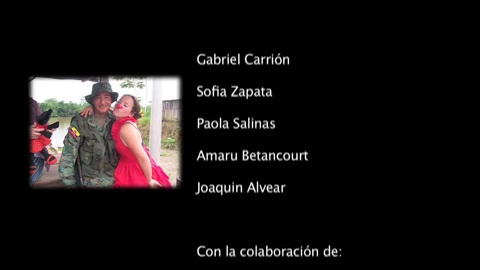 Gabriel Carrión
Sofia Zapata
Paola Salinas
Amaru Betancourt
Joaquin Alvear
Con la colaboración de: